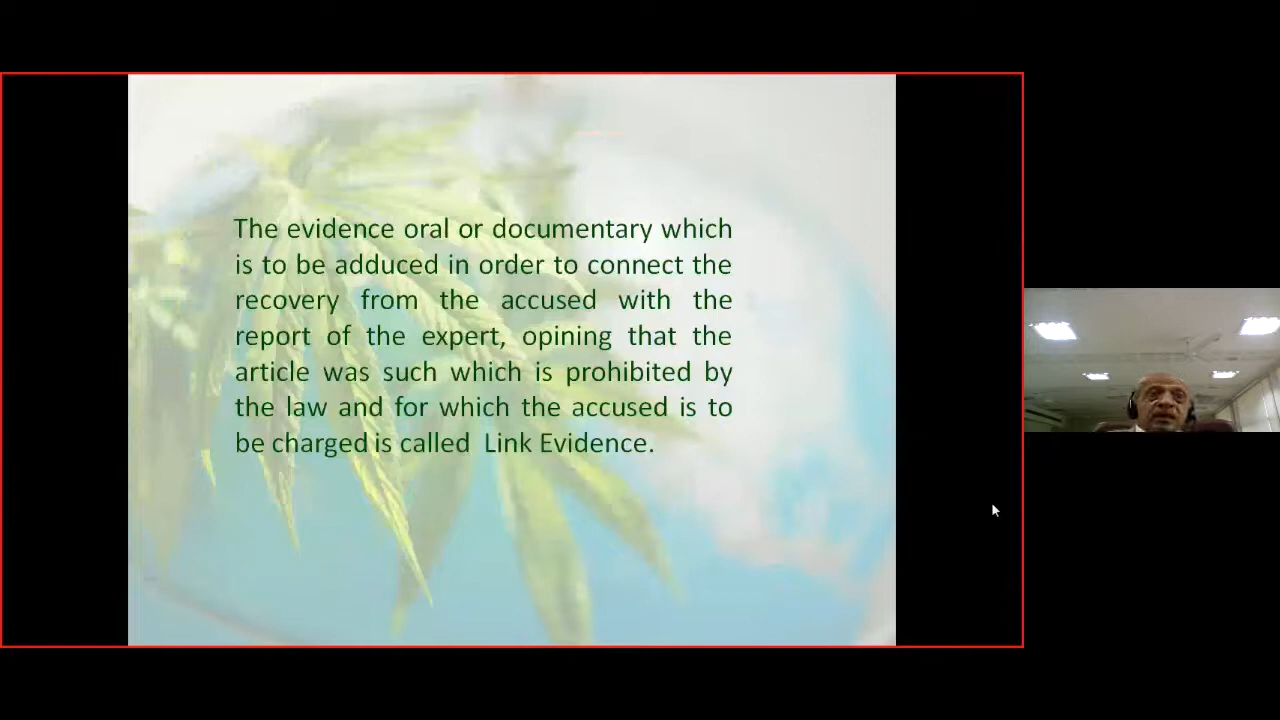 The evidence oral or documentary which
is to be adduced in order to connect the
recovery from the accused with the
report of the expert, opining that the
article was such which is prohibited by
the law and for which the accused is to
be charged is called  Link Evidence.